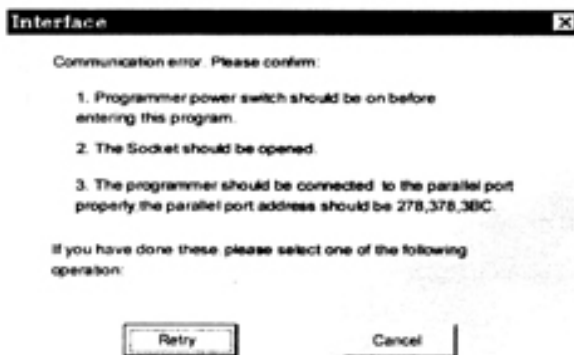 Interface
Communication error. Please confirm:
1. Programmer power switch should be on before
entering this program.
2. The Socket should be opened.
3. The programmer should be connected to the parallel port
properly.the parallel port address should be 278,378,3BC.
If you have done these please select one of the following
operation:
Retry
Cancel